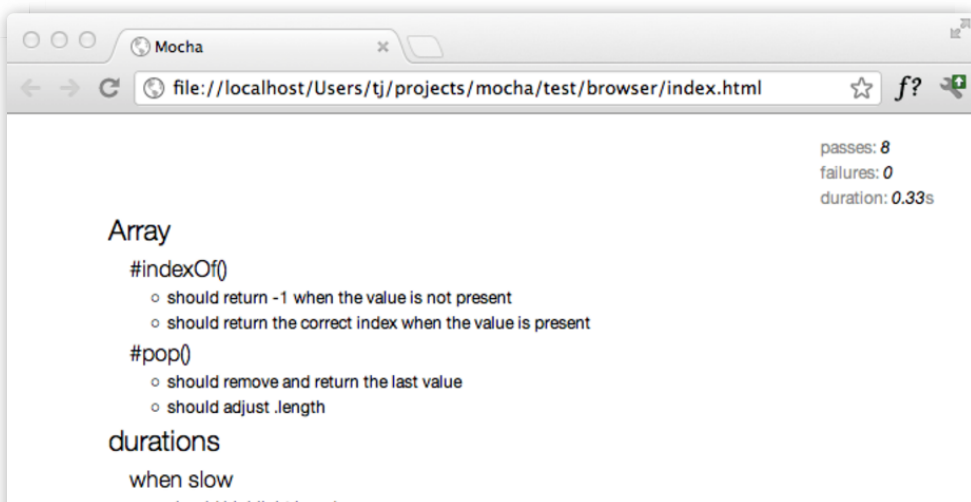 Mocha
file://localhost/Users/tj/projects/mocha/test/browser/index.html
f?
passes: 8
failures: 0
duration: 0.33s
Array
#indexOf()
should return -1 when the value is not present
should return the correct index when the value is present
#pop()
should remove and return the last value
should adjust .length
durations
when slow